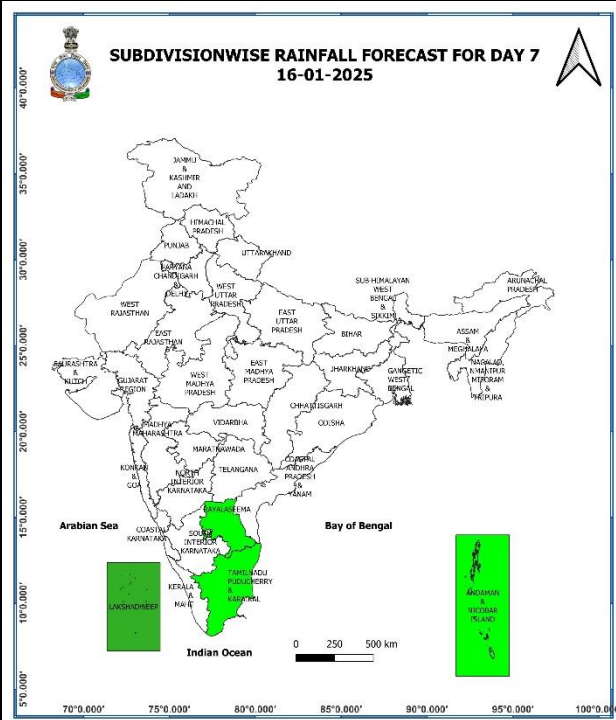 SUBDIVISIONWISE RAINFALL FORECAST FOR DAY 7
16-01-2025
40°0.000'
35°0.000'
30°0.000'
25°0.000'
20°0.000'
15°0.000'
10°0.000'
5°0.000'
JAMMU
&
KASHMIR
AND
LADAKH
HIMACHAL
PRADESH
PUNJAB
UTTARAKHAND
HARYANA
CHANDIGARH
&
DELHI
WEST
UTTAR
PRADESH
SUB-HIMALAYAN
WEST
BENGAL
&
SIKKIM
ARUNACHAL
PRADESH
WEST
RAJASTHAN
EAST
UTTAR
PRADESH
EAST
RAJASTHAN
BIHAR
ASSAM
&
MEGHALAYA
SAURASHTRA
&
KUTCH
GUJARAT
REGION
WEST
MADHYA
PRADESH
EAST
MADHYA
PRADESH
JHARKHAND
GANGETIC
WEST
BENGAL
NAGALAD,
MANIPUR
MIZORAM
&
TRIPURA
CHHATTISGARH
ODISHA
MADHYA
MAHARASHTRA
VIDARBHA
MARATHAWADA
TELANGANA
KONKAN
&
GOA
NORTH
INTERIOR
KARNATAKA
COASTAL
ANDHRA
PRADESH
&
YANAM
RAYALASEEMA
Arabian Sea
Bay of Bengal
COASTAL
KARNATAKA
SOUTH
INTERIOR
KARNATAKA
KERALA
&
MAHE
TAMILNADU
PUDUCHERRY
&
KARAIKAL
LAKSHADWEEP
ANDAMAN
&
NICOBAR
ISLAND
Indian Ocean
0 250 500 km
70°0.000' 75°0.000' 80°0.000' 85°0.000' 90°0.000' 95°0.000' 100°0.000'